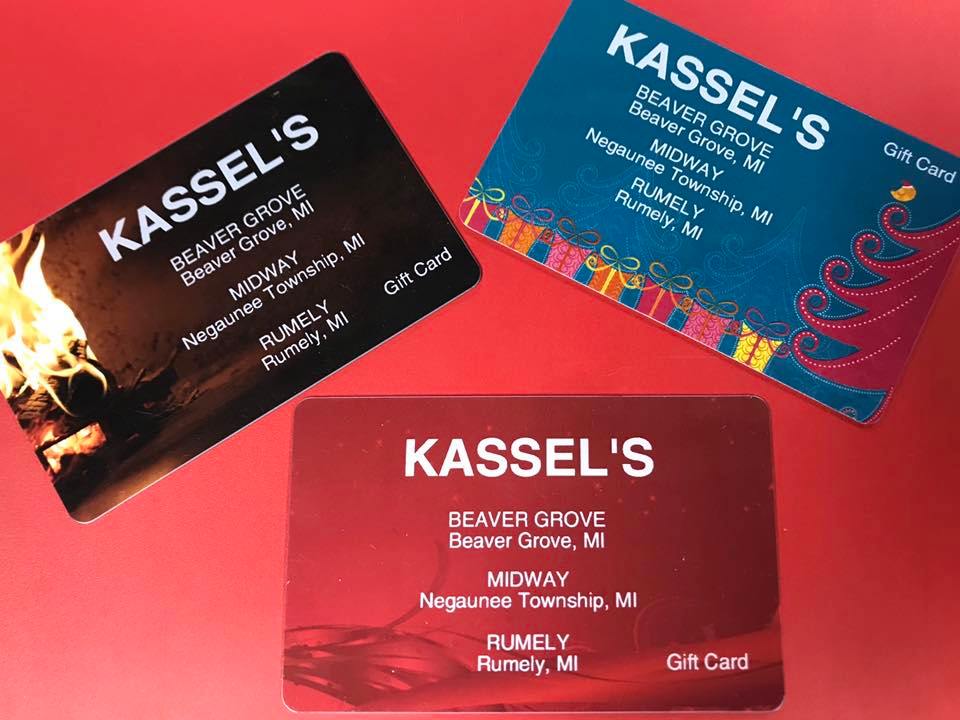 KASSEL'S
BEAVER GROVE
Beaver Grove, MI
MIDWAY
Negaunee Township, MI
RUMELY
Rumely, MI
Gift Card
KASSEL'S
BEAVER GROVE
Beaver Grove, MI
MIDWAY
Negaunee Township, MI
RUMELY
Rumely, MI
Gift Card
KASSEL'S
BEAVER GROVE
Beaver Grove, MI
MIDWAY
Negaunee Township, MI
RUMELY
Rumely, MI
Gift Card